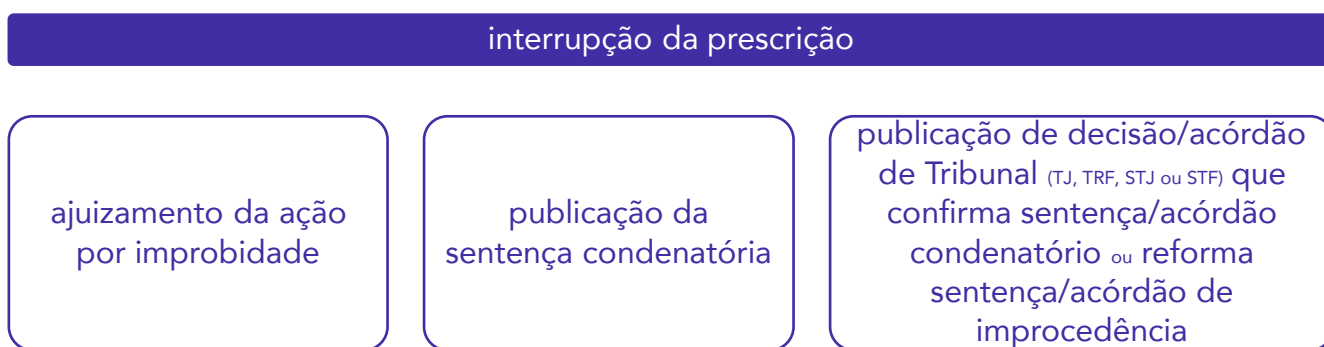 interrupção da prescrição
ajuizamento da ação
por improbidade
publicação da
sentença condenatória
publicação de decisão/acórdão
de Tribunal (TJ, TRF, STJ ou STF) que
confirma sentença/acórdão
condenatório ou reforma
sentença/acórdão de
improcedência